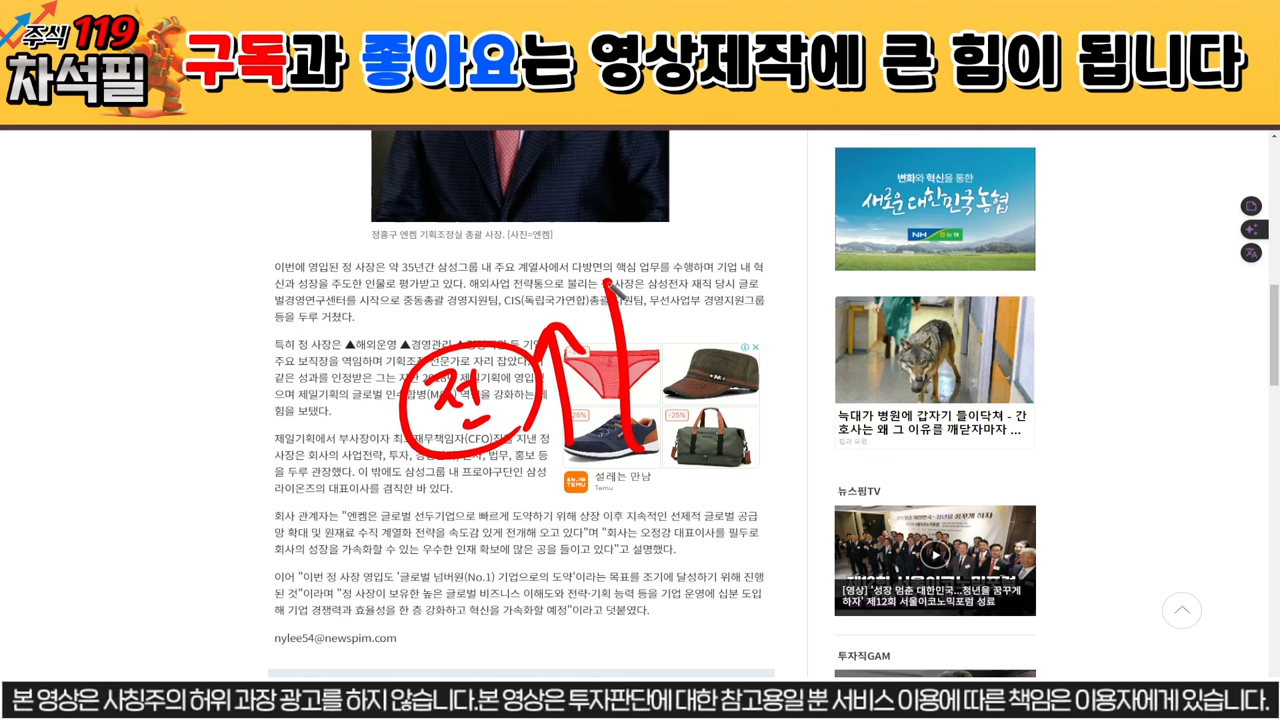 주식 119
차석필
구독과 좋아요는 영상제작에 큰 힘이 됩니다
정홍구 엔켐 기획조정실 총괄 사장. [사진=엔켐]
이번에 영입된 정 사장은 약 35년간 삼성그룹 내 주요 계열사에서 다방면의 핵심 업무를 수행하며 기업 내 혁
신과 성장을 주도한 인물로 평가받고 있다. 해외사업 전략통으로 불리는 사장은 삼성전자 재직 당시 글로
벌경영연구센터를 시작으로 중동총괄 경영지원팀, CIS(독립국가연합)총괄 지원팀, 무선사업부 경영지원그룹
등을 두루 거쳤다.
특히 정 사장은 ▲해외운영 ▲경영관리 등
주요 보직장을 역임하며 기획조정 전문가로 자리 잡았다.
같은 성과를 인정받은 그는 지난 제일기획에 영입
으며 제일기획의 글로벌 인수합병(M&A) 역량을 강화하는 데
힘을 보탰다.
제일기획에서 부사장이자 최고재무책임자(CFO)직을 지낸 정
사장은 회사의 사업전략, 투자, 법무, 홍보 등
을 두루 관장했다. 이 밖에도 삼성그룹 내 프로야구단인 삼성
라이온즈의 대표이사를 겸직한 바 있다.
회사 관계자는 "엔켐은 글로벌 선두기업으로 빠르게 도약하기 위해 상장 이후 지속적인 선제적 글로벌 공급
망 확대 및 원재료 수직 계열화 전략을 속도감 있게 전개해 오고 있다"며 "회사는 오정강 대표이사를 필두로
회사의 성장을 가속화할 수 있는 우수한 인재 확보에 많은 공을 들이고 있다"고 설명했다.
이어 "이번 정 사장 영입도 '글로벌 넘버원(No.1) 기업으로의 도약'이라는 목표를 조기에 달성하기 위해 진행
된 것"이라며 "정 사장이 보유한 높은 글로벌 비즈니스 이해도와 전략·기획 능력 등을 기업 운영에 십분 도입
해 기업 경쟁력과 효율성을 한 층 강화하고 혁신을 가속화할 예정"이라고 덧붙였다.
nylee54@newspim.com
전
-25%
-25%
TEMU
설레는 만남
Temu
변화와 혁신을 통한
새로운 대한민국 농협
NH 농협
늑대가 병원에 갑자기 들이닥쳐 - 간
호사는 왜 그 이유를 깨닫자마자 ...
팁과 요령
뉴스핌TV
[영상] '성장 멈춘 대한민국...청년을 꿈꾸게
하자' 제12회 서울이코노믹포럼 성료
투자직GAM
본 영상은 사칭주의 허위 과장 광고를 하지 않습니다.본 영상은 투자판단에 대한 참고용일 뿐 서비스 이용에 따른 책임은 이용자에게 있습니다.